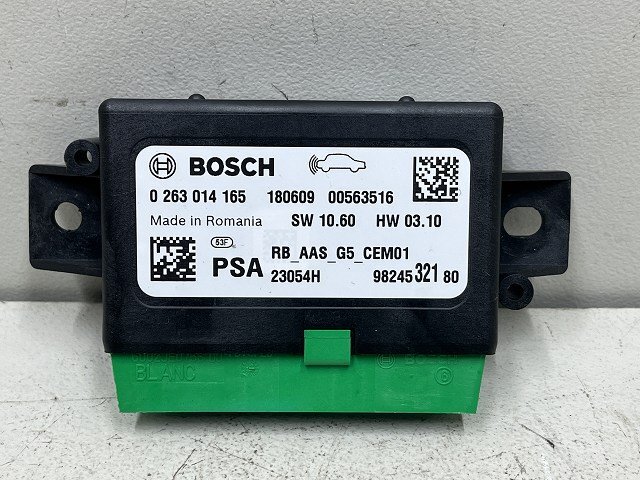 BOSCH
0 263 014 165 180609 00563516
Made in Romania SW 10.60 HW 03.10
53F
PSA RB_AAS_G5_CEM01
23054H 98245 321 80
BLANC